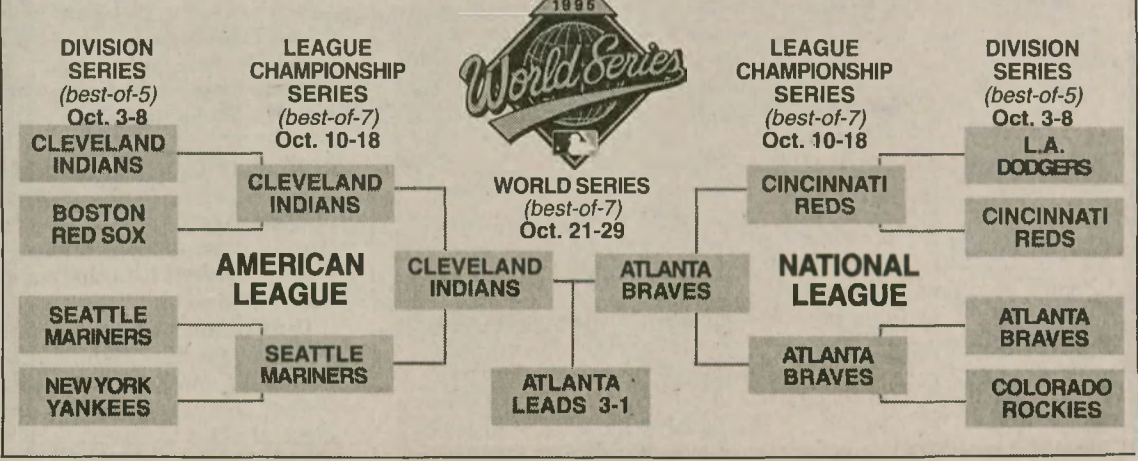 1995
World Series
DIVISION
SERIES
(best-of-5)
Oct. 3-8
LEAGUE
CHAMPIONSHIP
SERIES
(best-of-7)
Oct. 10-18
WORLD SERIES
(best-of-7)
Oct. 21-29
LEAGUE
CHAMPIONSHIP
SERIES
(best-of-7)
Oct. 10-18
DIVISION
SERIES
(best-of-5)
Oct. 3-8
CLEVELAND
INDIANS
BOSTON
RED SOX
SEATTLE
MARINERS
NEW YORK
YANKEES
CLEVELAND
INDIANS
SEATTLE
MARINERS
AMERICAN
LEAGUE
CLEVELAND
INDIANS
ATLANTA
BRAVES
ATLANTA
LEADS 3-1
NATIONAL
LEAGUE
CINCINNATI
REDS
ATLANTA
BRAVES
L.A.
DODGERS
CINCINNATI
REDS
ATLANTA
BRAVES
COLORADO
ROCKIES